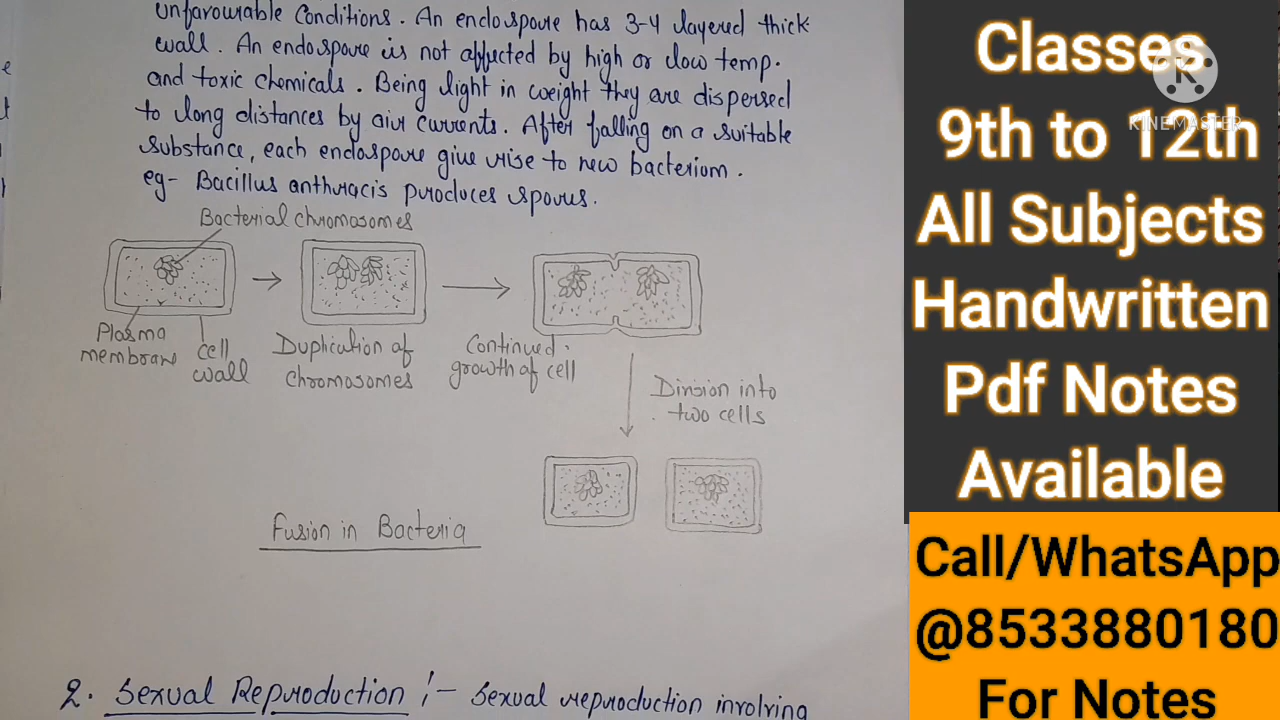 unfavourable Conditions. An endospore has 3-4 layered thick
wall. An endospore is not affected by high or low temp.
and toxic chemicals. Being light in weight they are dispersed
to long distances by air currents. After falling on a suitable
substance, each endospore give rise to new bacterium.
eg- Bacillus anthracis produces spores.
Bacterial chromosomes
Plasma
membrane
cell
wall
Duplication of
chromosomes
Continued
growth of cell
Division into
two cells
Fusion in Bacteria
2. Sexual Reproduction :- Sexual reproduction involving
Classes
9th to 12th
All Subjects
Handwritten
Pdf Notes
Available
Call/WhatsApp
@8533880180
For Notes
K
KINEMASTER